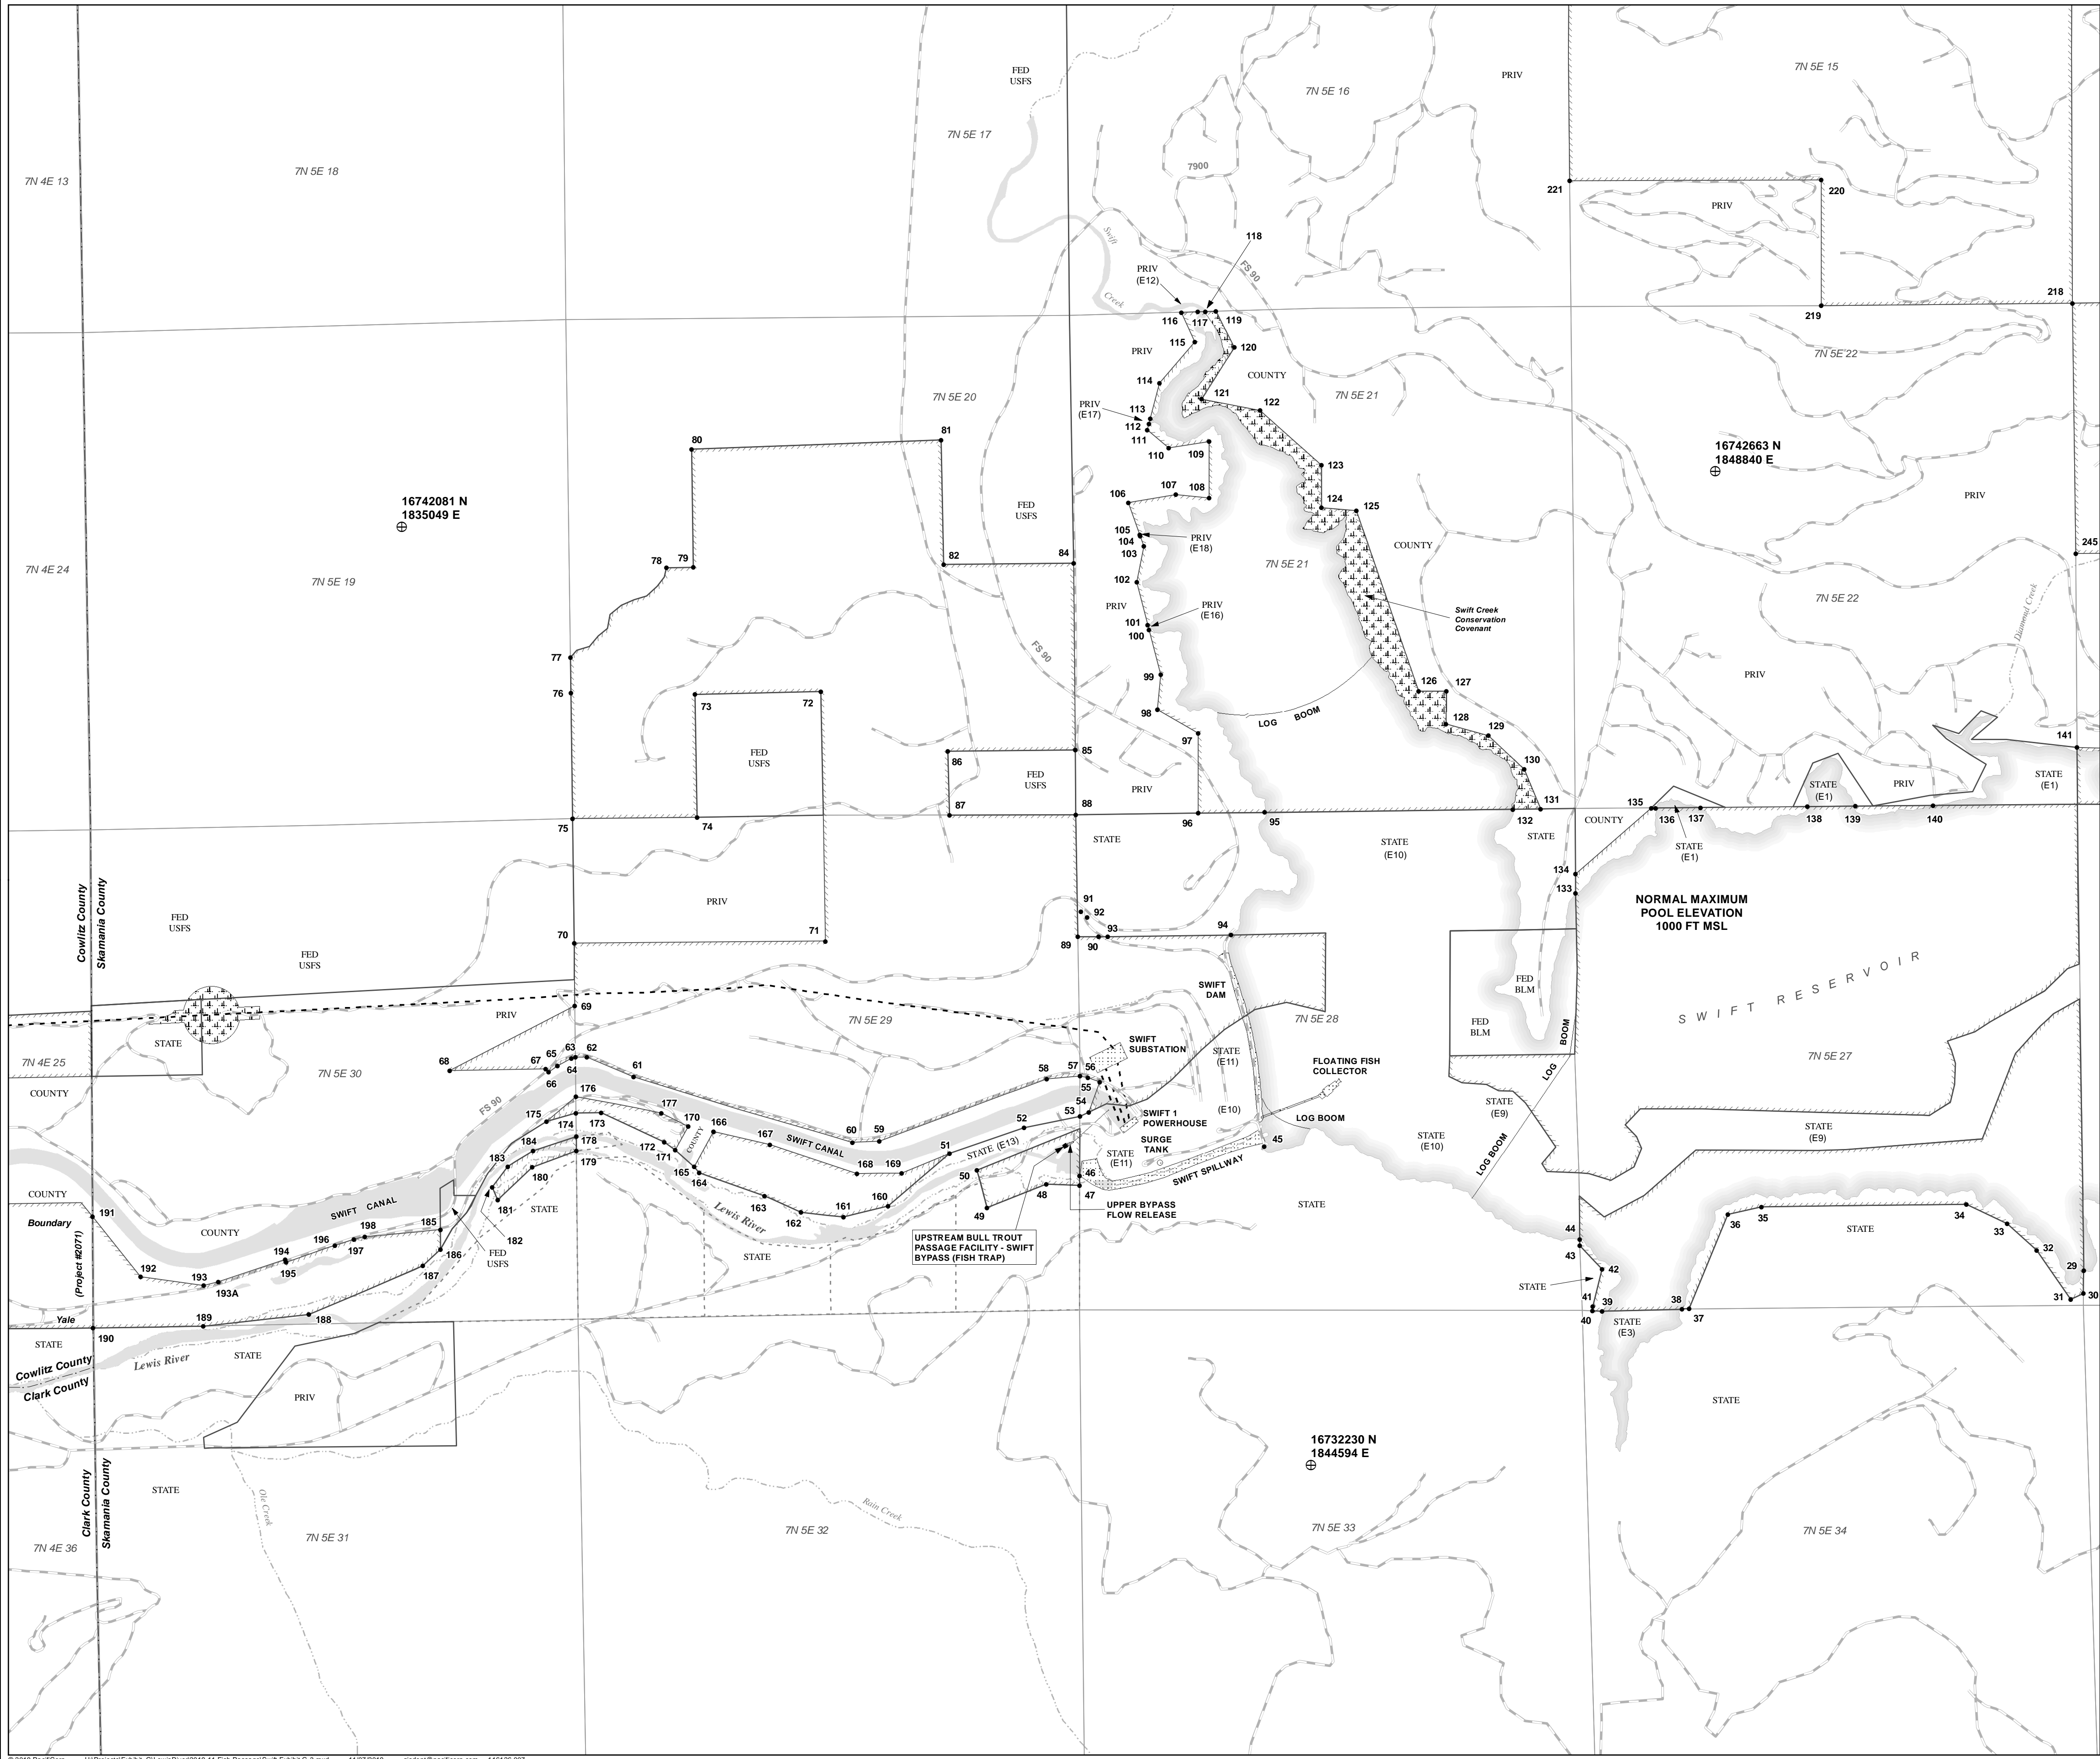 FED
USFS
7N 5E 15
PRIV
7N 5E 16
7N 5E 17
7900
7N 5E 18
7N 4E 13
221
220
PRIV
Swift
118
PRIV
(E12)
FS 90
Creek
218
116
117
119
219
115
120
PRIV
7N 5E 22
COUNTY
114
121
7N 5E 21
7N 5E 20
PRIV
(E17)
113
112
122
111
110
109
81
80
16742663 N
1848840 E
123
107
108
106
124
125
PRIV
16742081 N
1835049 E
FED
USFS
105
104
103
PRIV
(E18)
COUNTY
245
82
84
78
79
7N 5E 21
7N 4E 24
7N 5E 19
102
7N 5E 22
PRIV
PRIV
(E16)
101
100
Swift Creek
Conservation
Covenant
Diamond Creek
FS 90
77
99
PRIV
76
126
127
73
72
98
LOG BOOM
128
129
97
141
85
FED
USFS
86
130
FED
USFS
PRIV
STATE
(E1)
PRIV
STATE
(E1)
87
88
131
135
75
74
96
95
132
COUNTY
136
137
138
139
140
STATE
STATE
STATE
(E10)
STATE
(E1)
134
133
Cowlitz County
Skamania County
PRIV
91
92
NORMAL MAXIMUM
POOL ELEVATION
1000 FT MSL
FED
USFS
70
71
89
90
93
94
FED
USFS
SWIFT RESERVOIR
FED
BLM
SWIFT
DAM
69
PRIV
7N 5E 29
7N 5E 28
FED
BLM
BOOM
STATE
7N 4E 25
SWIFT
SUBSTATION
STATE
(E11)
7N 5E 27
68
67
65
63
62
66
64
61
58
57
56
FLOATING FISH
COLLECTOR
LOG
7N 5E 30
COUNTY
55
176
FS 90
177
54
53
52
SWIFT 1
POWERHOUSE
(E10)
LOG BOOM
STATE
(E9)
175
170
174
173
166
STATE
(E9)
184
178
172
171
COUNTY
167
SWIFT CANAL
60
59
51
STATE (E13)
SURGE
TANK
45
STATE
(E10)
183
179
165
164
168
169
STATE
(E11)
LOG BOOM
180
50
46
48
47
SWIFT SPILLWAY
COUNTY
181
STATE
163
161
160
49
UPPER BYPASS
FLOW RELEASE
STATE
191
SWIFT CANAL
Lewis River
162
36
35
34
Boundary
198
185
44
33
STATE
COUNTY
196
197
182
UPSTREAM BULL TROUT
PASSAGE FACILITY - SWIFT
BYPASS (FISH TRAP)
43
32
194
195
186
FED
USFS
STATE
42
29
(Project #2071)
192
193
193A
187
STATE
41
39
38
31
30
Yale
189
188
40
37
STATE
(E3)
190
STATE
STATE
Lewis River
Cowlitz County
Clark County
PRIV
STATE
16732230 N
1844594 E
Clark County
Skamania County
STATE
Ole Creek
Rain Creek
7N 5E 31
7N 5E 32
7N 5E 33
7N 5E 34
7N 4E 36